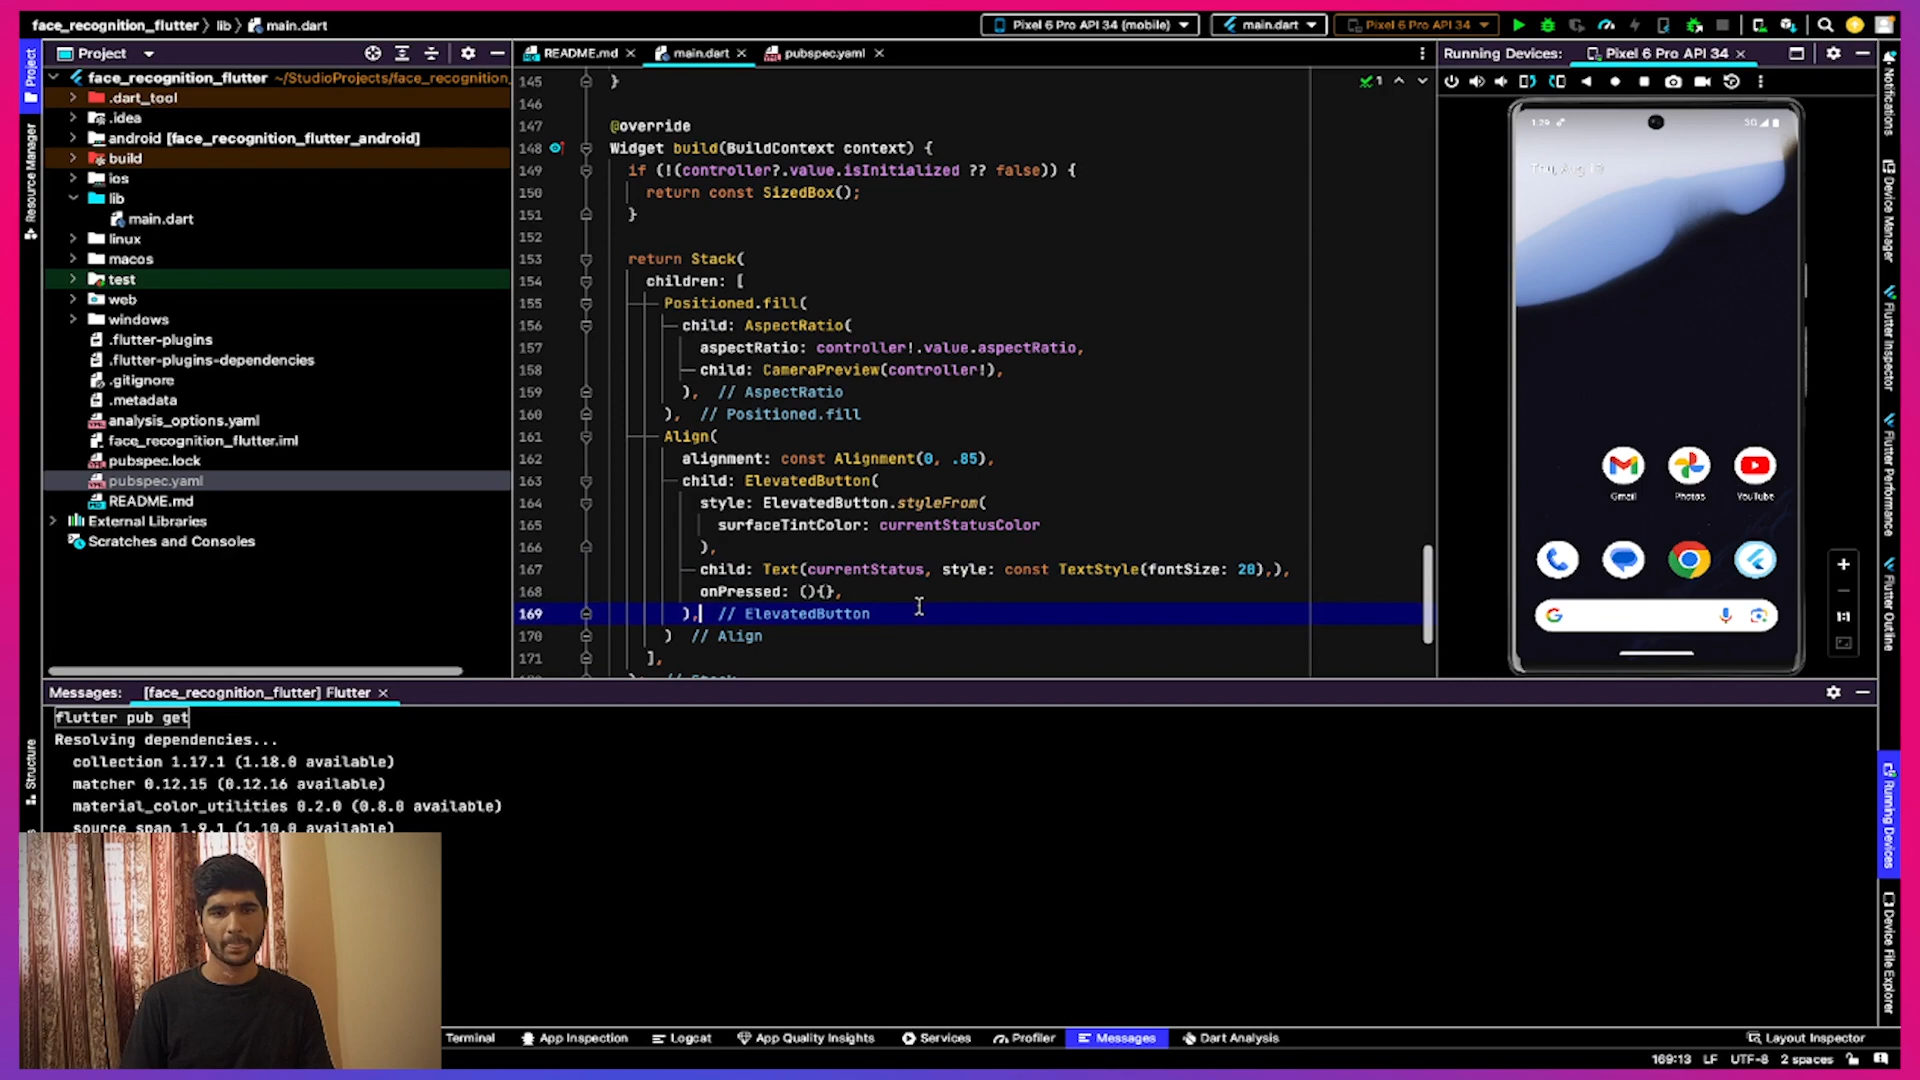 face_recognition_flutter lib main.dart
Pixel 6 Pro API 34 (mobile)
main.dart
Pixel 6 Pro API 34
Project
README.md
main.dart
pubspec.yaml
Running Devices:
Pixel 6 Pro API 34
Project
Resource Manager
Structure
face_recognition_flutter ~/StudioProjects/face_recognition_
.dart_tool
.idea
android [face_recognition_flutter_android]
build
ios
lib
main.dart
linux
macos
test
web
windows
.flutter-plugins
.flutter-plugins-dependencies
.gitignore
.metadata
analysis_options.yaml
face_recognition_flutter.iml
pubspec.lock
pubspec.yaml
README.md
External Libraries
Scratches and Consoles
1
145 }
146
147 @override
148 Widget build(BuildContext context) {
149 if (!(controller?.value.isInitialized ?? false)) {
150 return const SizedBox();
151 }
152
153 return Stack(
154 children: [
155 Positioned.fill(
156 child: AspectRatio(
157 aspectRatio: controller!.value.aspectRatio,
158 child: CameraPreview(controller!),
159 ), // AspectRatio
160 ), // Positioned.fill
161 Align(
162 alignment: const Alignment(0, .85),
163 child: ElevatedButton(
164 style: ElevatedButton.styleFrom(
165 surfaceTintColor: currentStatusColor
166 ),
167 child: Text(currentStatus, style: const TextStyle(fontSize: 20),),
168 onPressed: (){},
169 ), // ElevatedButton
170 ) // Align
171 ],
1:29
3G
Gmail
Photos
YouTube
1:1
Notifications
Device Manager
Flutter Inspector
Flutter Performance
Flutter Outline
Running Devices
Device File Explorer
Messages: [face_recognition_flutter] Flutter
flutter pub get
Resolving dependencies...
collection 1.17.1 (1.18.0 available)
matcher 0.12.15 (0.12.16 available)
material_color_utilities 0.2.0 (0.8.0 available)
source_span 1.9.1 (1.10.0 available)
Terminal
App Inspection
Logcat
App Quality Insights
Services
Profiler
Messages
Dart Analysis
Layout Inspector
169:13 LF UTF-8 2 spaces